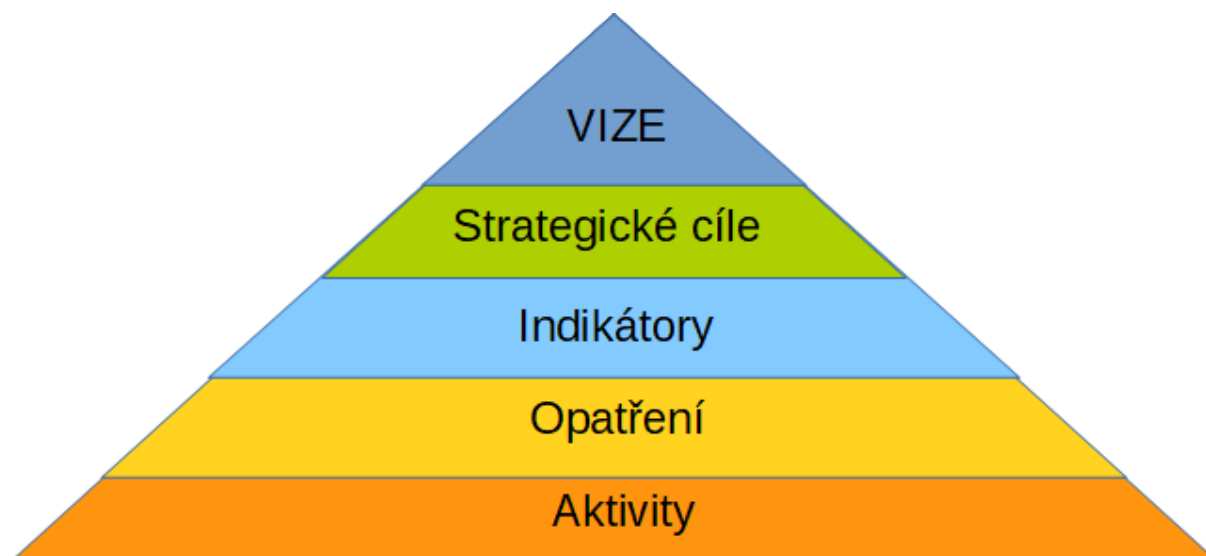 VIZE
Strategické cíle
Indikátory
Opatření
Aktivity